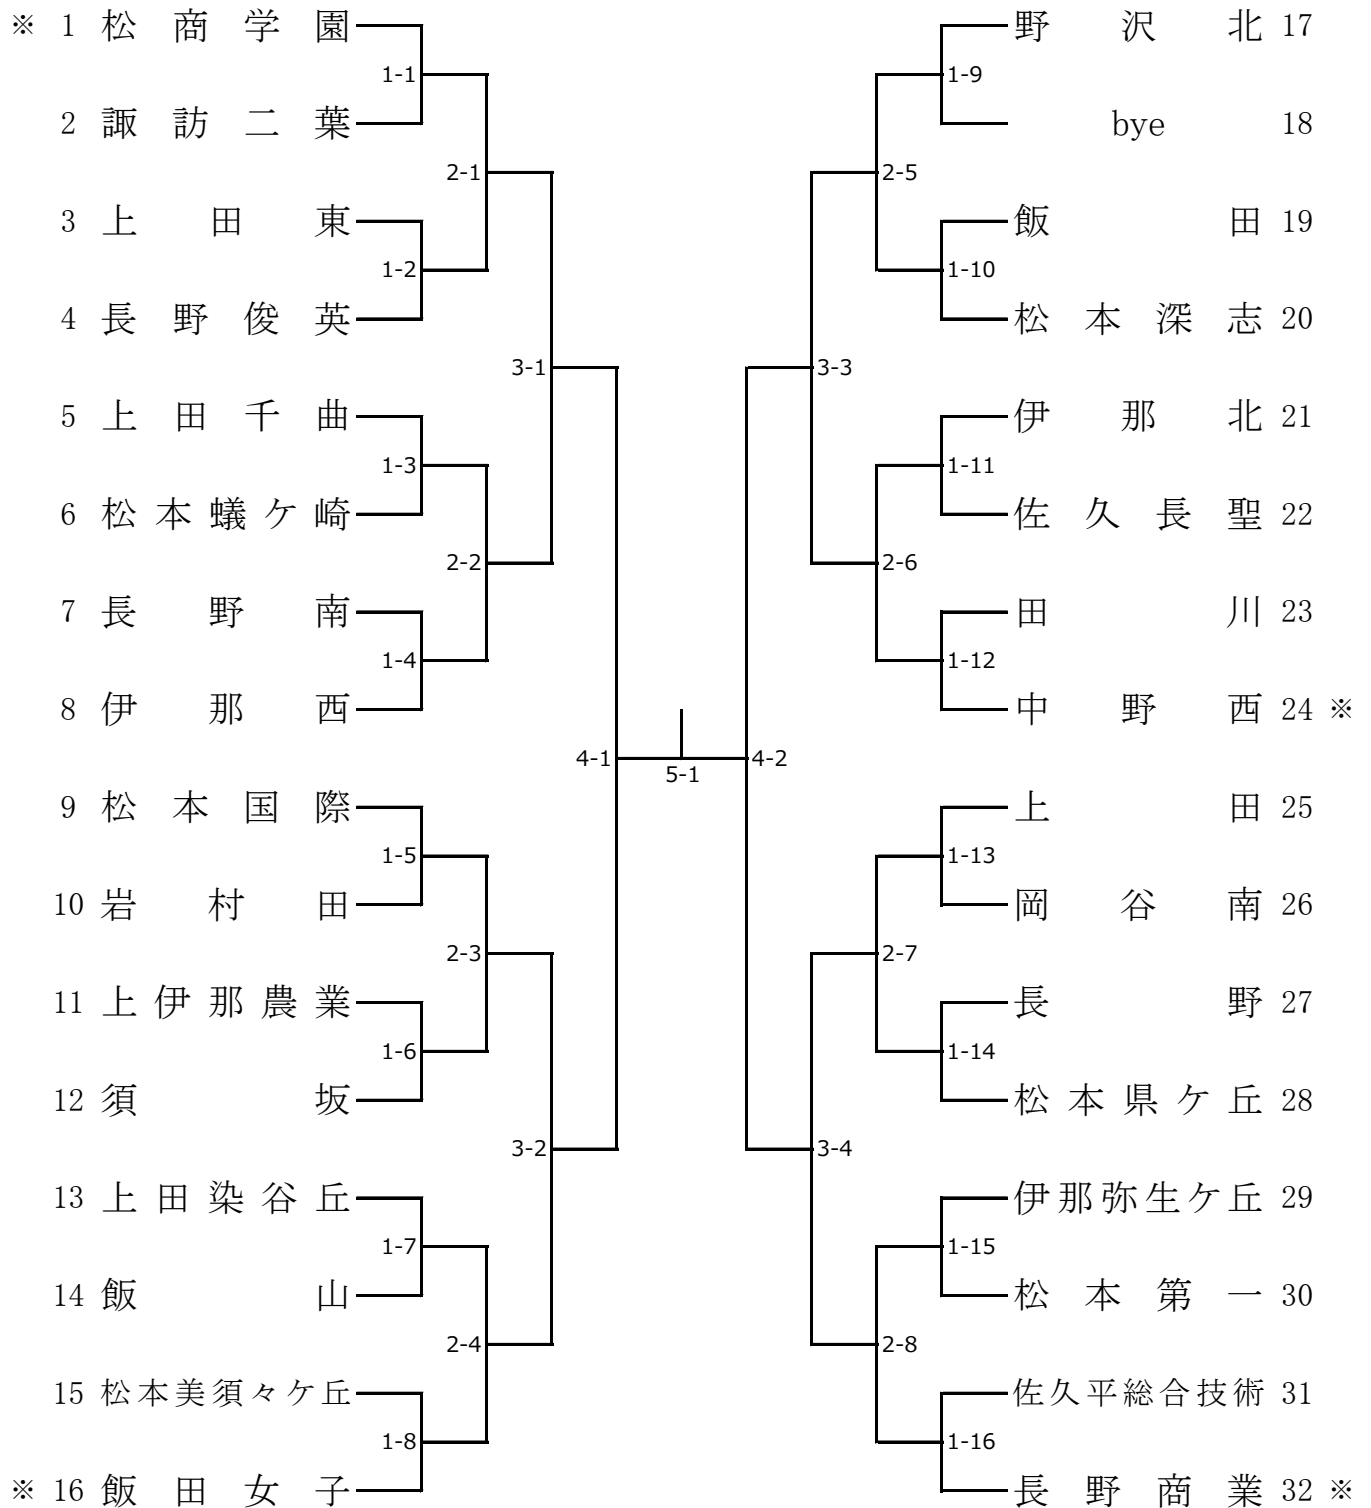 ※ 1 松商学園
1-1
2 諏訪二葉
2-1
3 上田東
1-2
4 長野俊英
3-1
5 上田千曲
1-3
6 松本蟻ケ崎
2-2
7 長野南
1-4
8 伊那西
4-1
9 松本国際
1-5
10 岩村田
2-3
11 上伊那農業
1-6
12 須坂
3-2
13 上田染谷丘
1-7
14 飯山
2-4
15 松本美須々ケ丘
1-8
※ 16 飯田女子
5-1
野沢北 17
1-9
bye 18
2-5
飯田 19
1-10
松本深志 20
3-3
伊那北 21
1-11
佐久長聖 22
2-6
田川 23
1-12
中野西 24 ※
4-2
上田 25
1-13
岡谷南 26
2-7
長野 27
1-14
松本県ケ丘 28
3-4
伊那弥生ケ丘 29
1-15
松本第一 30
2-8
佐久平総合技術 31
1-16
長野商業 32 ※